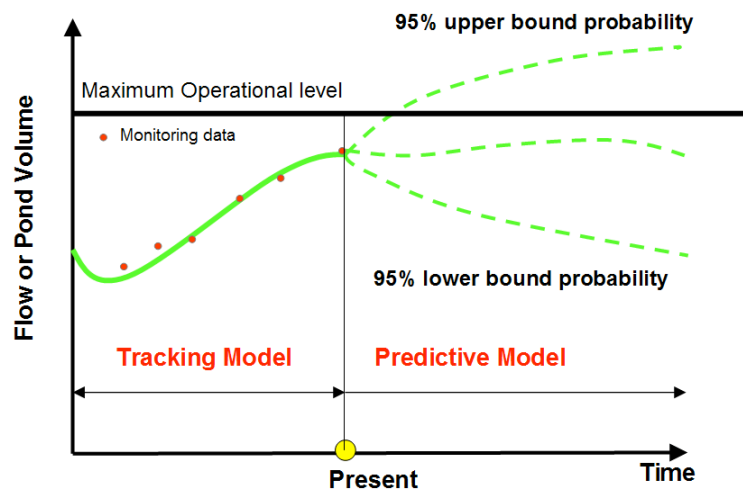 95% upper bound probability
Maximum Operational level
Monitoring data
Flow or Pond Volume
95% lower bound probability
Tracking Model
Predictive Model
Present
Time